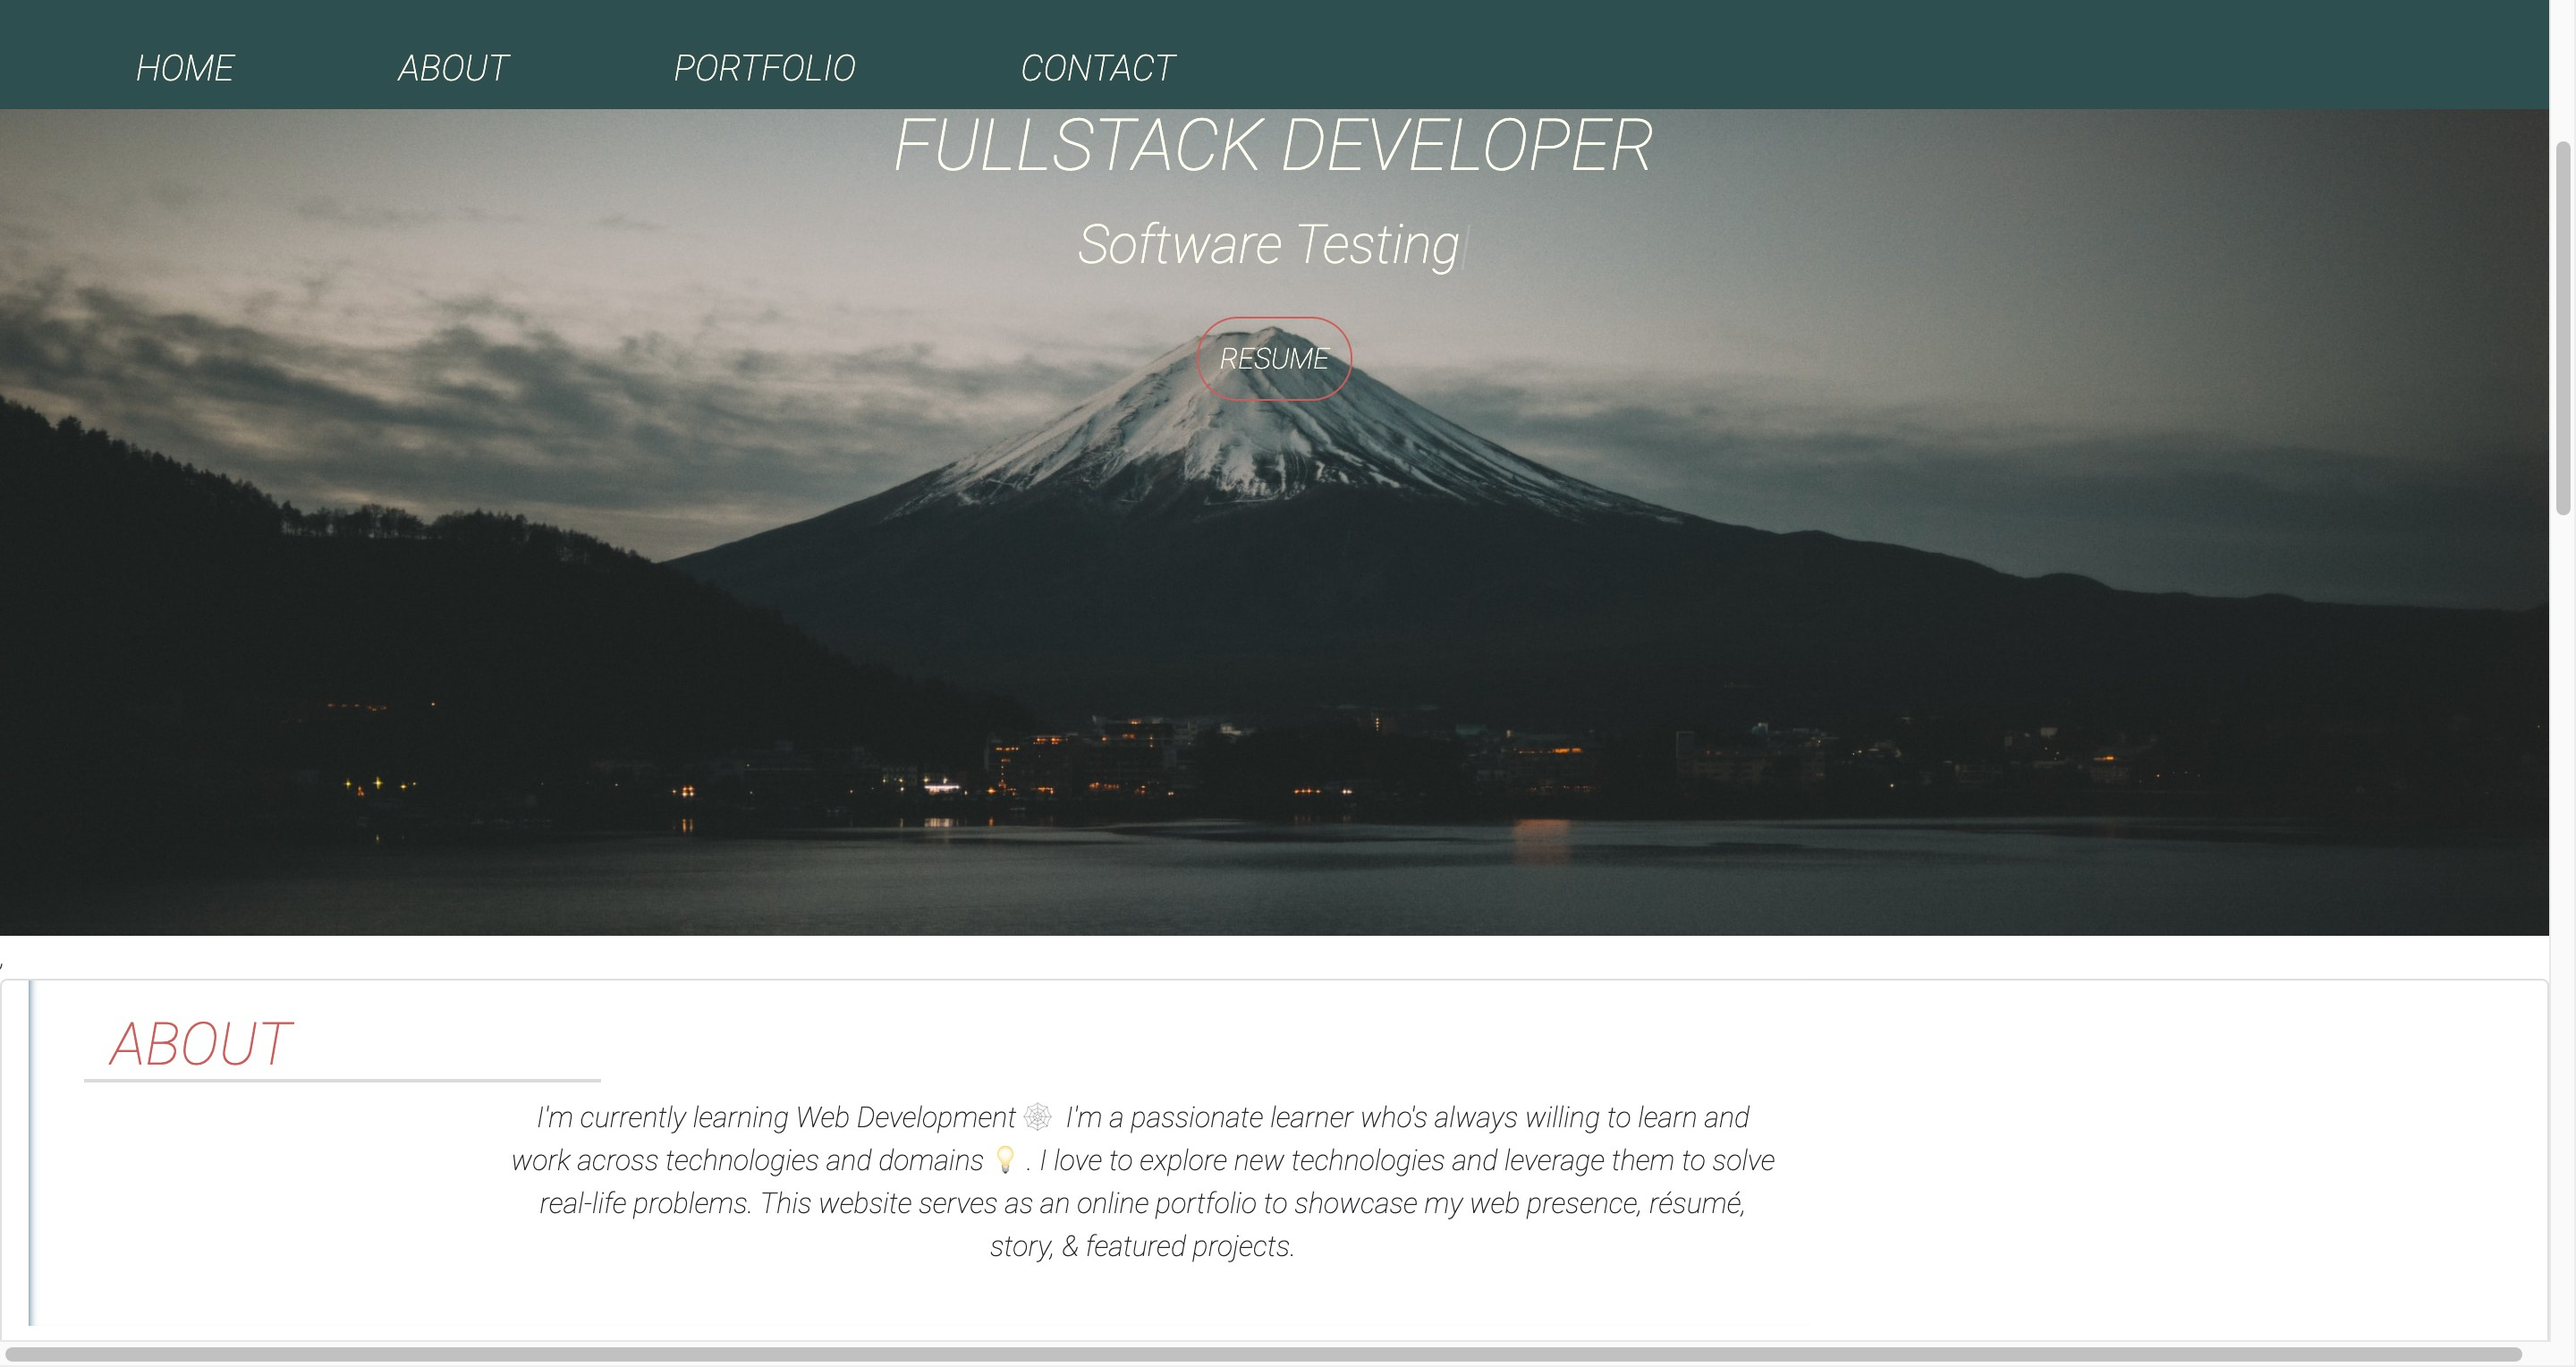 HOME ABOUT PORTFOLIO CONTACT
FULLSTACK DEVELOPER
Software Testing
RESUME
,
ABOUT
I'm currently learning Web Development 🕸 I'm a passionate learner who's always willing to learn and
work across technologies and domains 💡 . I love to explore new technologies and leverage them to solve
real-life problems. This website serves as an online portfolio to showcase my web presence, résumé,
story, & featured projects.